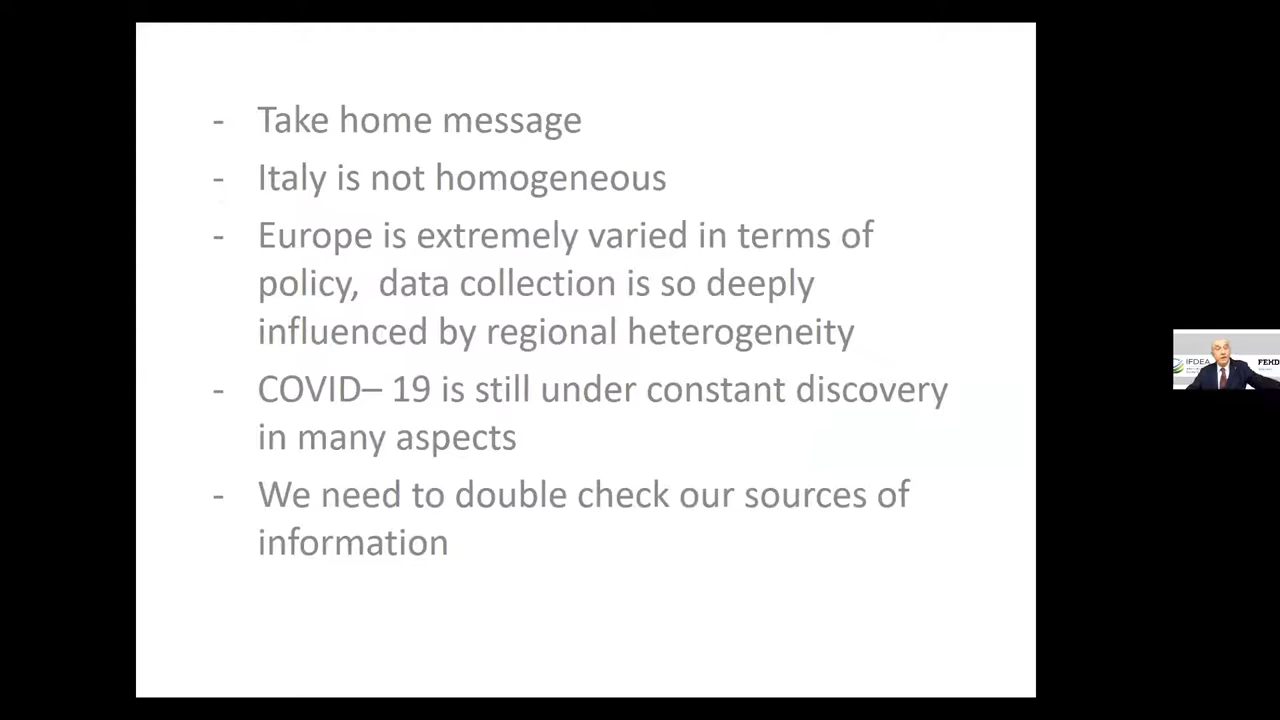 - Take home message
- Italy is not homogeneous
- Europe is extremely varied in terms of
policy,  data collection is so deeply
influenced by regional heterogeneity
- COVID– 19 is still under constant discovery
in many aspects
- We need to double check our sources of
information
IFDEA
FEHD